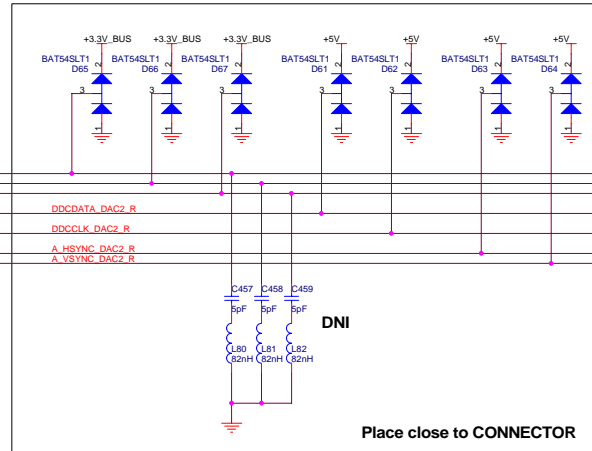 +3.3V_BUS +3.3V_BUS +3.3V_BUS +5V +5V +5V +5V
BAT54SLT1 BAT54SLT1 BAT54SLT1 BAT54SLT1 BAT54SLT1 BAT54SLT1 BAT54SLT1
D65 D66 D67 D61 D62 D63 D64
2 2 2 2 2 2 2
3 3 3 3 3 3 3
1 1 1 1 1 1 1
DDCDATA_DAC2_R
DDCCLK_DAC2_R
A_HSYNC_DAC2_R
A_VSYNC_DAC2_R
C457 C458 C459
5pF 5pF 5pF
DNI
L80 L81 L82
82nH 82nH 82nH
Place close to CONNECTOR